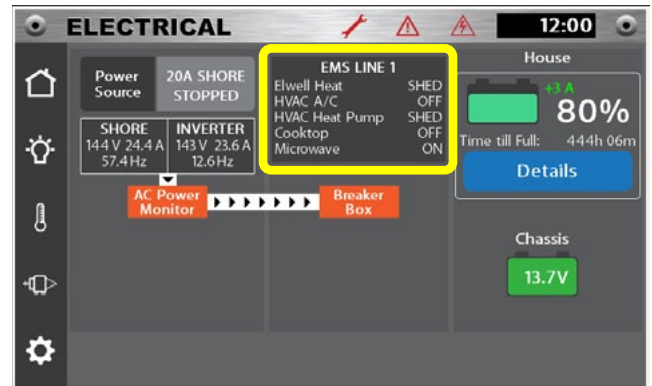 ELECTRICAL
12:00
Power Source
20A SHORE STOPPED
SHORE
144 V 24.4 A
57.4 Hz
INVERTER
143 V 23.6 A
12.6 Hz
EMS LINE 1
Elwell Heat SHED
HVAC A/C OFF
HVAC Heat Pump SHED
Cooktop OFF
Microwave ON
AC Power
Monitor
Breaker
Box
House
+3 A
80%
Time till Full: 444h 06m
Details
Chassis
13.7V